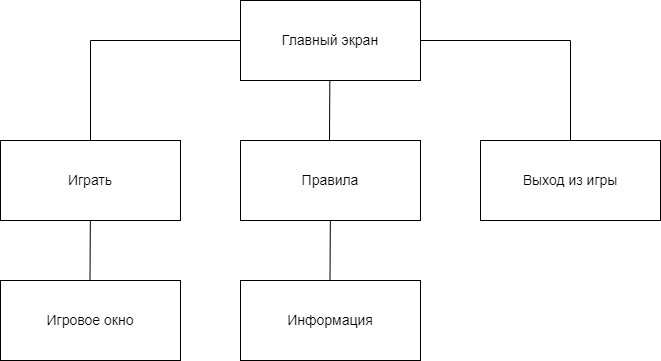 Главный экран
Играть
Правила
Выход из игры
Игровое окно
Информация